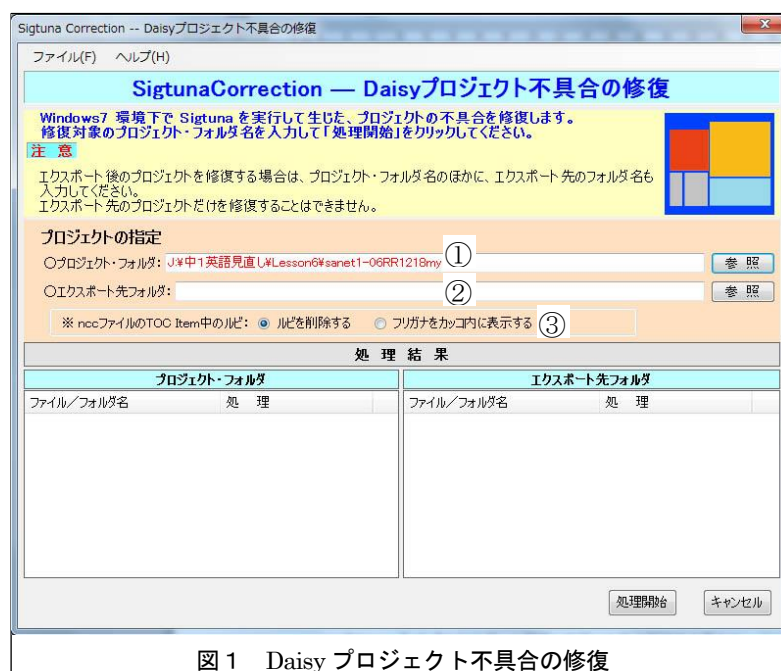 Sigtuna Correction -- Daisyプロジェクト不具合の修復
ファイル(F) ヘルプ(H)
SigtunaCorrection — Daisyプロジェクト不具合の修復
Windows7 環境下で Sigtuna を実行して生じた、プロジェクトの不具合を修復します。
修復対象のプロジェクト・フォルダ名を入力して「処理開始」をクリックしてください。
注 意
エクスポート後のプロジェクトを修復する場合は、プロジェクト・フォルダ名のほかに、エクスポート先のフォルダ名も
入力してください。
エクスポート先のプロジェクトだけを修復することはできません。
プロジェクトの指定
○プロジェクト・フォルダ: J:¥中1英語見直し¥Lesson6¥sanet1-06RR1218my ① 参 照
○エクスポート先フォルダ: ② 参 照
※ nccファイルのTOC Item中のルビ: ルビを削除する フリガナをカッコ内に表示する ③
処 理 結 果
プロジェクト・フォルダ エクスポート先フォルダ
ファイル/フォルダ名 処 理 ファイル/フォルダ名 処 理
処理開始 キャンセル
図1 Daisy プロジェクト不具合の修復